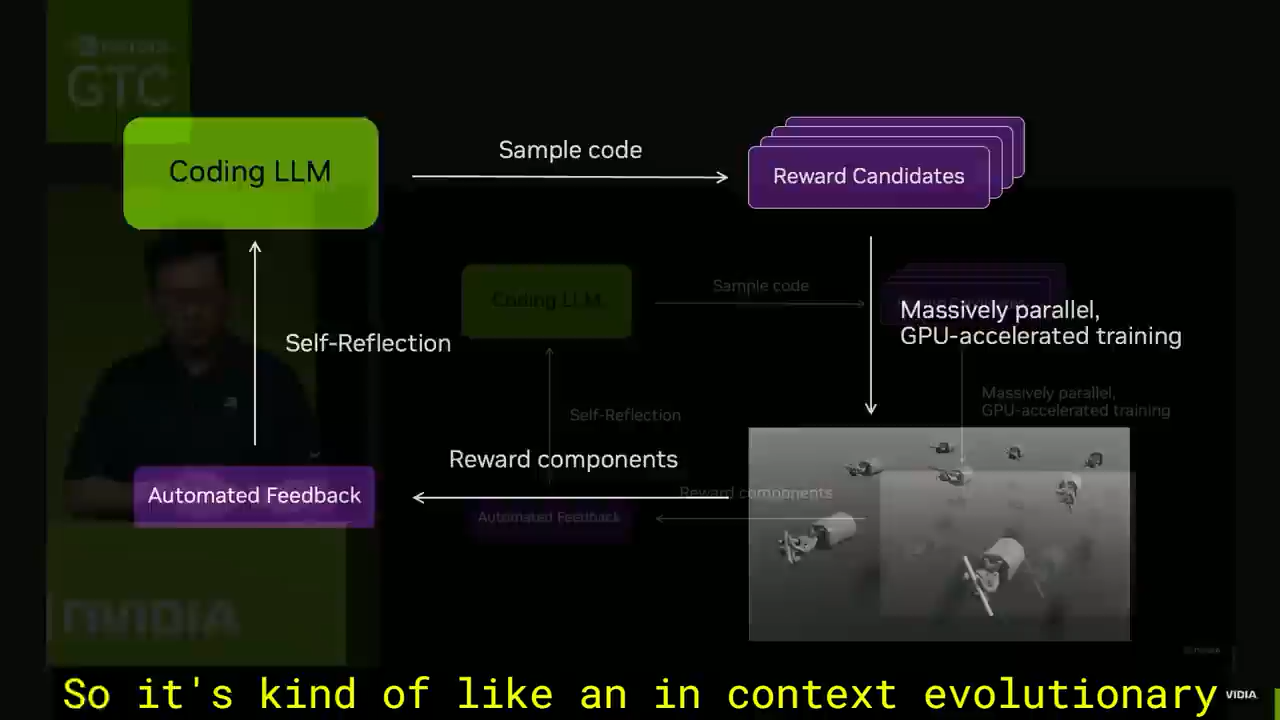 NVIDIA
GTC
Coding LLM
Sample code
Reward Candidates
Massively parallel,
GPU-accelerated training
Self-Reflection
Reward components
Automated Feedback
Coding LLM
Sample code
Massively parallel,
GPU-accelerated training
Self-Reflection
Reward components
Automated Feedback
NVIDIA
So it's kind of like an in context evolutionary
VIDIA